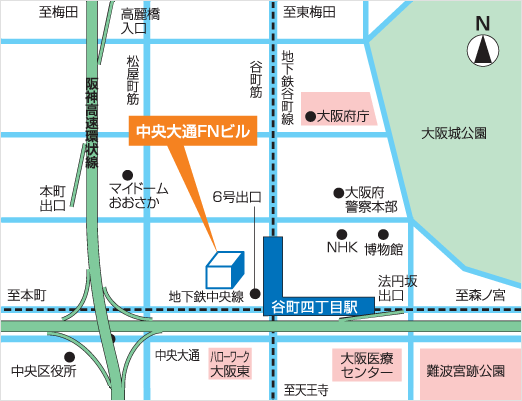 至梅田
高麗橋
入口
至東梅田
N
松屋町筋
谷町筋
地下鉄谷町線
阪神高速環状線
大阪府庁
中央大通FNビル
大阪城公園
マイドーム
おおさか
6号出口
本町
出口
大阪府
警察本部
NHK
博物館
法円坂
出口
至本町
地下鉄中央線
谷町四丁目駅
至森ノ宮
中央大通
ハローワーク
大阪東
大阪医療
センター
難波宮跡公園
中央区役所
至天王寺